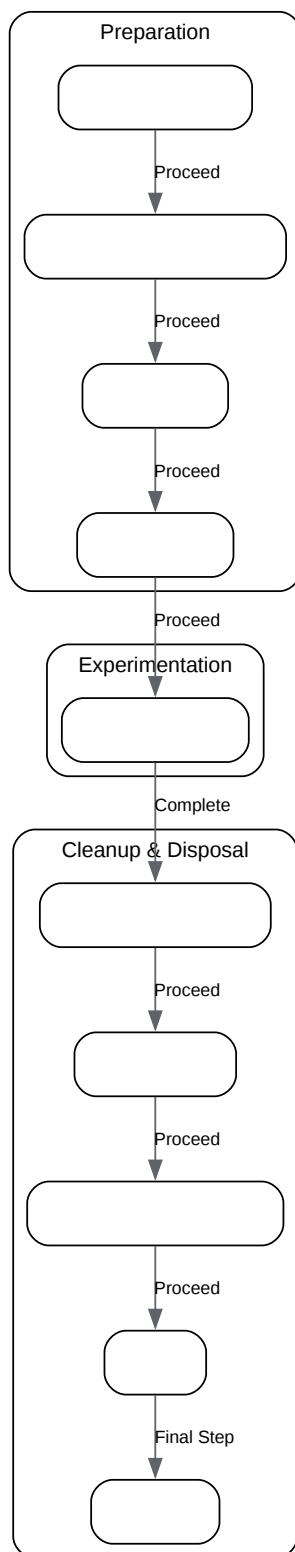 Preparation
Proceed
Proceed
Proceed
Proceed
Experimentation
Complete
Cleanup & Disposal
Proceed
Proceed
Proceed
Final Step